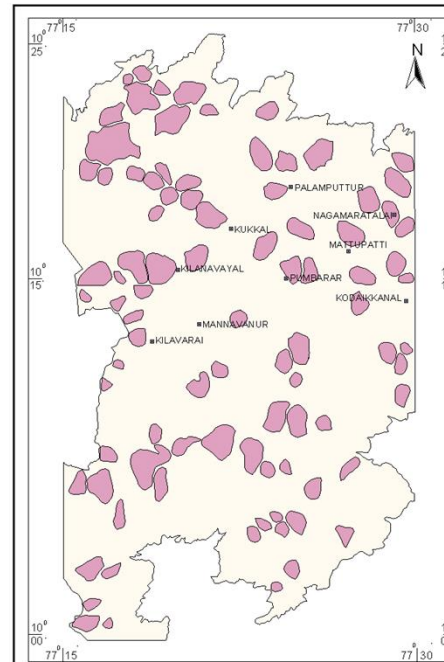 77°15 77°30
10° 25
N
PALAMPUTTUR
NAGAMARATALAI
KUKKAL
MATTUPATTI
KILANAVAYAL
PUMBARAR
10° 15
KODAIKKANAL
MANNAVANUR
KILAVARAI
10° 00
77°15 77°30